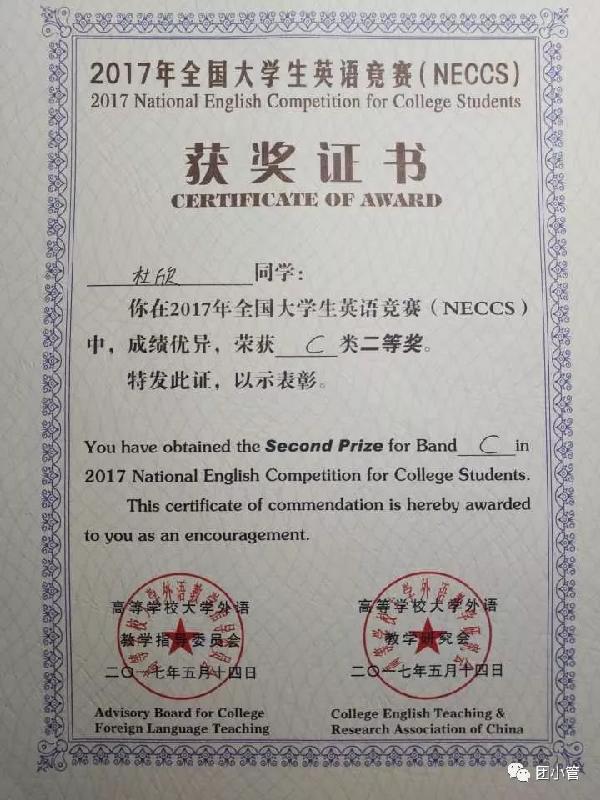 2017年全国大学生英语竞赛(NECCS)
2017 National English Competition for College Students
获奖证书
CERTIFICATE OF AWARD
杜欣 同学:
你在2017年全国大学生英语竞赛(NECCS)
中，成绩优异，荣获 C 类二等奖。
特发此证，以示表彰。
You have obtained the Second Prize for Band C in
2017 National English Competition for College Students.
This certificate of commendation is hereby awarded
to you as an encouragement.
高等学校大学外语
教学指导委员会
二〇一七年五月十四日
Advisory Board for College
Foreign Language Teaching
高等学校大学外语
教学研究会
二〇一七年五月十四日
College English Teaching &
Research Association of China
团小管